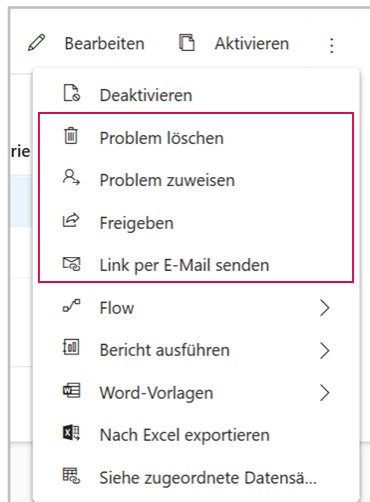 Bearbeiten Aktivieren
Deaktivieren
rie
Problem löschen
Problem zuweisen
Freigeben
Link per E-Mail senden
Flow
Bericht ausführen
Word-Vorlagen
Nach Excel exportieren
Siehe zugeordnete Datensä...